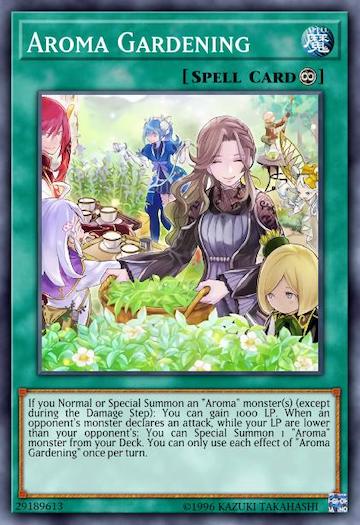 AROMA GARDENING
魔
[SPELL CARD∞]
If you Normal or Special Summon an "Aroma" monster(s) (except
during the Damage Step): You can gain 1000 LP. When an
opponent's monster declares an attack, while your LP are lower
than your opponent's: You can Special Summon 1 "Aroma"
monster from your Deck. You can only use each effect of "Aroma
Gardening" once per turn.
29189613
©1996 KAZUKI TAKAHASHI